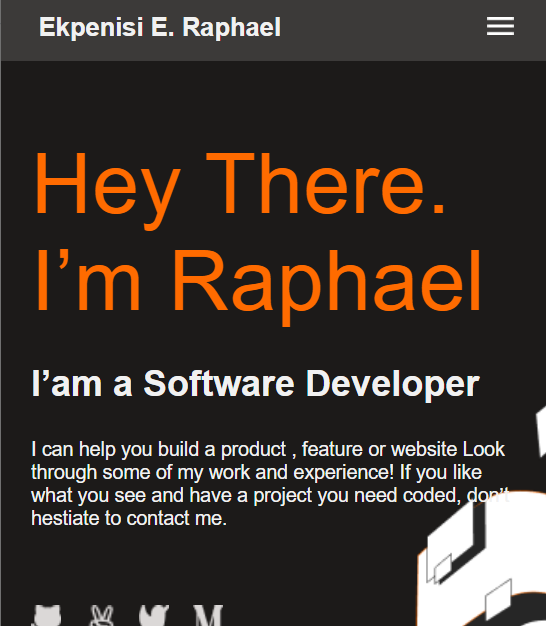 Ekpenisi E. Raphael
Hey There.
I’m Raphael
I’am a Software Developer
I can help you build a product , feature or website Look
through some of my work and experience! If you like
what you see and have a project you need coded, don’t
hestiate to contact me.